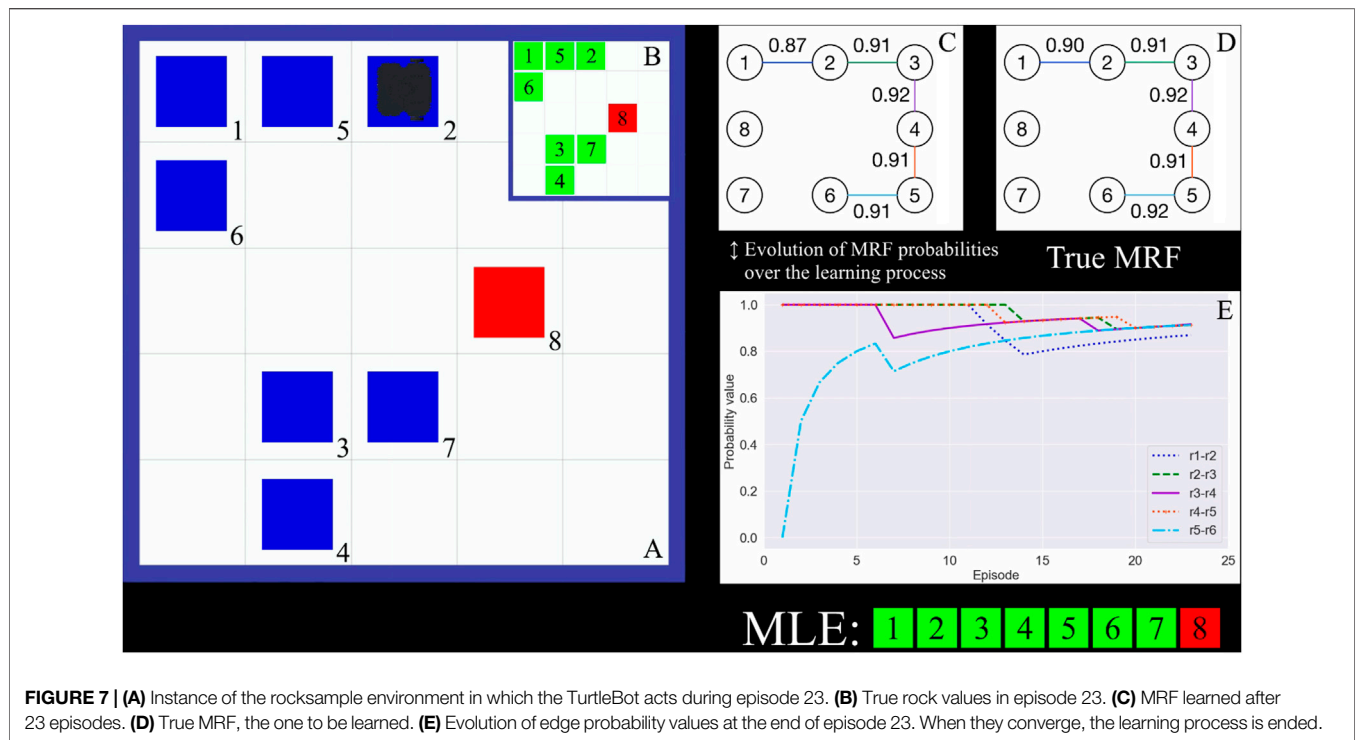 1
5
2
6
8
3
7
4
A
1 5 2
6
8
3 7
4
B
C
1 0.87 2 0.91 3
0.92
8 4
0.91
7 6 5
0.91
D
1 0.90 2 0.91 3
0.92
8 4
0.91
7 6 5
0.92
↕ Evolution of MRF probabilities
over the learning process
True MRF
E
1.0
0.8
0.6
0.4
0.2
0.0
Probability value
0 5 10 15 20 25
Episode
r1-r2
r2-r3
r3-r4
r4-r5
r5-r6
MLE: 1 2 3 4 5 6 7 8
FIGURE 7 | (A) Instance of the rocksample environment in which the TurtleBot acts during episode 23. (B) True rock values in episode 23. (C) MRF learned after
23 episodes. (D) True MRF, the one to be learned. (E) Evolution of edge probability values at the end of episode 23. When they converge, the learning process is ended.